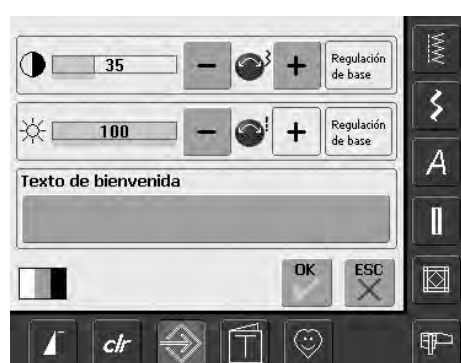 35
Regulación
de base
100
Regulación
de base
Texto de bienvenida
OK
ESC
A
clr